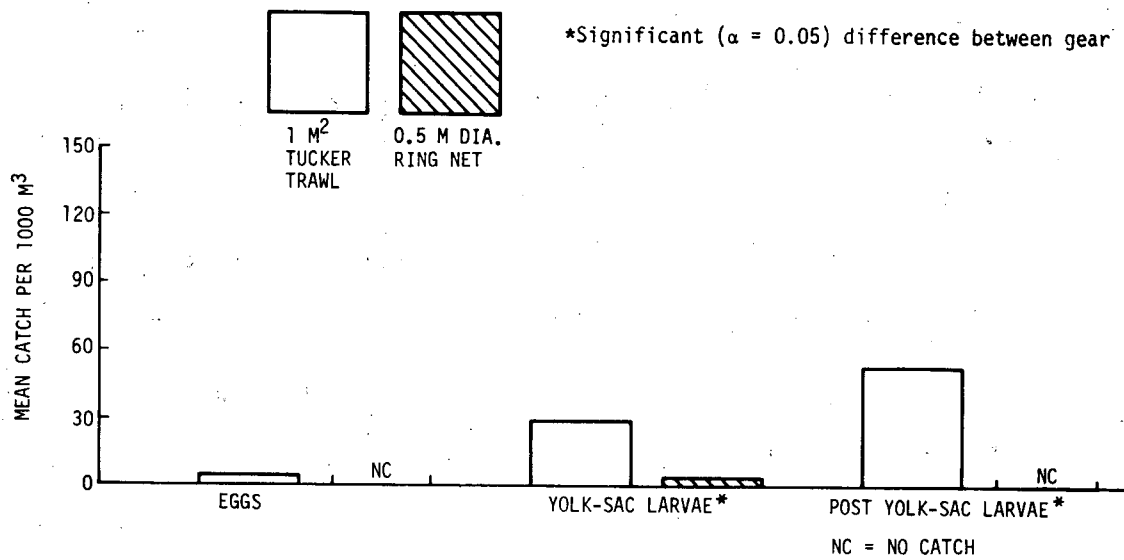 *Significant (α = 0.05) difference between gear
1 M² TUCKER TRAWL
0.5 M DIA. RING NET
MEAN CATCH PER 1000 M³
150
120
90
60
30
0
NC
NC
EGGS
YOLK-SAC LARVAE*
POST YOLK-SAC LARVAE*
NC = NO CATCH